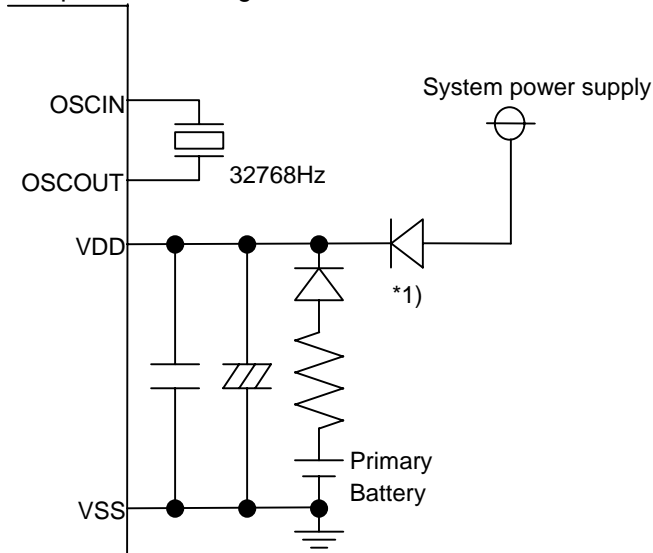 System power supply
OSCIN
OSCOUT
32768Hz
VDD
*1)
Primary
Battery
VSS